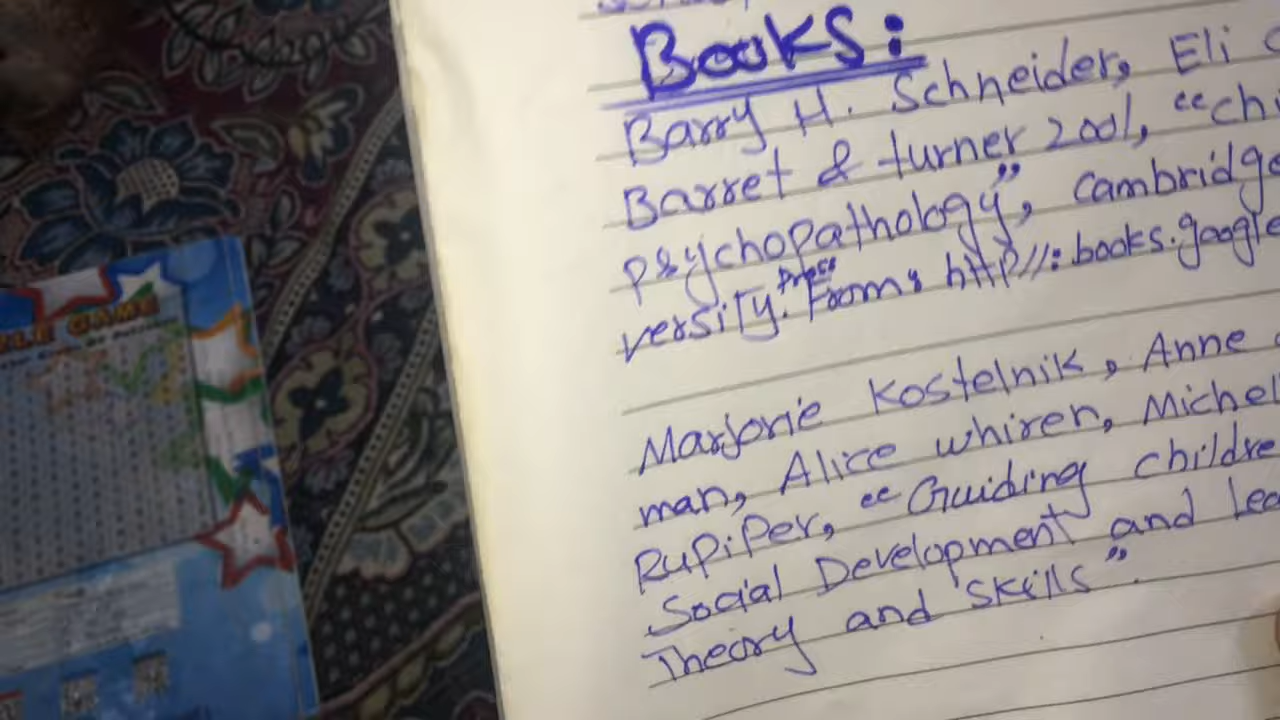 Books:
Barry H. Schneider, Eli
Barret & turner 2001, "chi
psychopathology", Cambridge
versity. Press From: http//:books.google
Marjorie Kostelnik, Anne
man, Alice whiren, Michel
Rupiper, "Guiding childre
Social Development and Lea
Theory and Skills".
GAME